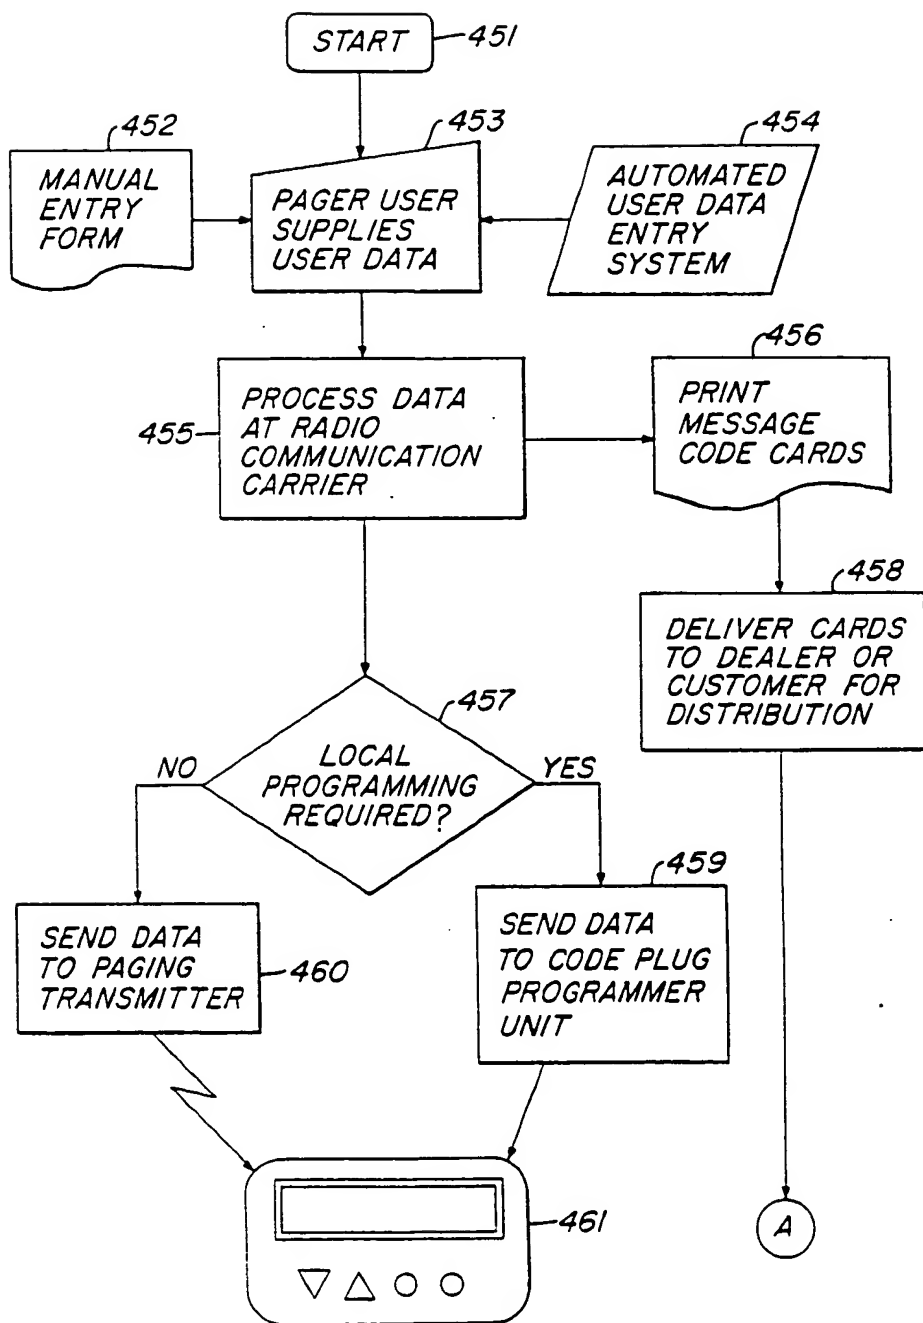 START
451
452
453
454
MANUAL
ENTRY
FORM
PAGER USER
SUPPLIES
USER DATA
AUTOMATED
USER DATA
ENTRY
SYSTEM
455
PROCESS DATA
AT RADIO
COMMUNICATION
CARRIER
456
PRINT
MESSAGE
CODE CARDS
458
DELIVER CARDS
TO DEALER OR
CUSTOMER FOR
DISTRIBUTION
457
NO
LOCAL
PROGRAMMING
REQUIRED?
YES
459
SEND DATA
TO PAGING
TRANSMITTER
460
SEND DATA
TO CODE PLUG
PROGRAMMER
UNIT
461
A